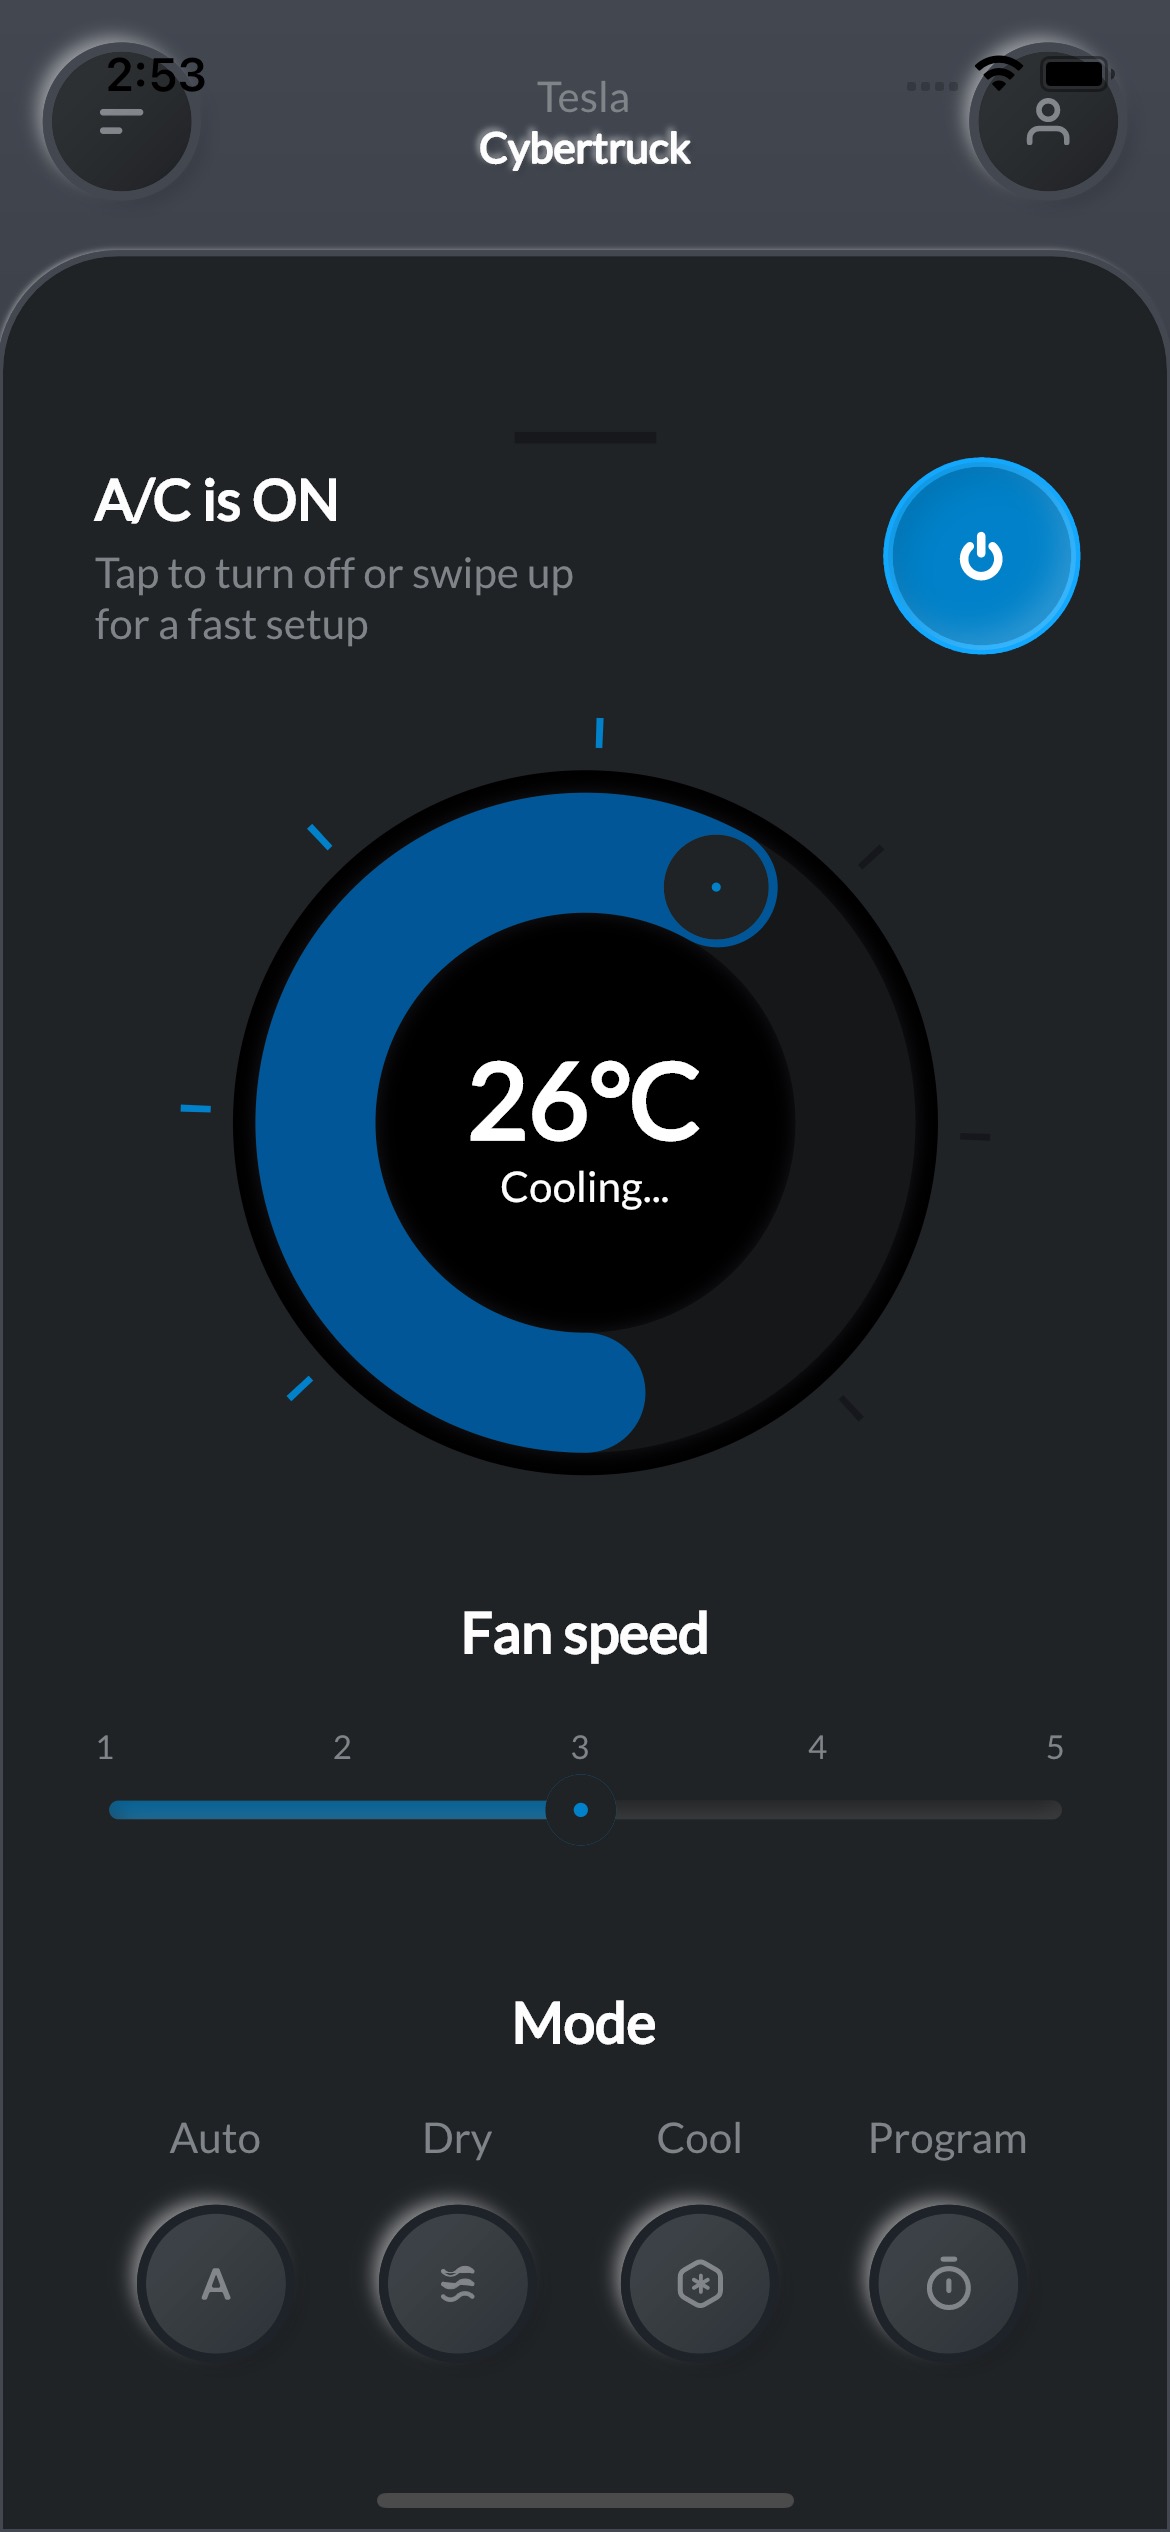 2:53
Tesla
Cybertruck
A/C is ON
Tap to turn off or swipe up
for a fast setup
26°C
Cooling...
Fan speed
1 2 3 4 5
Mode
Auto Dry Cool Program
A